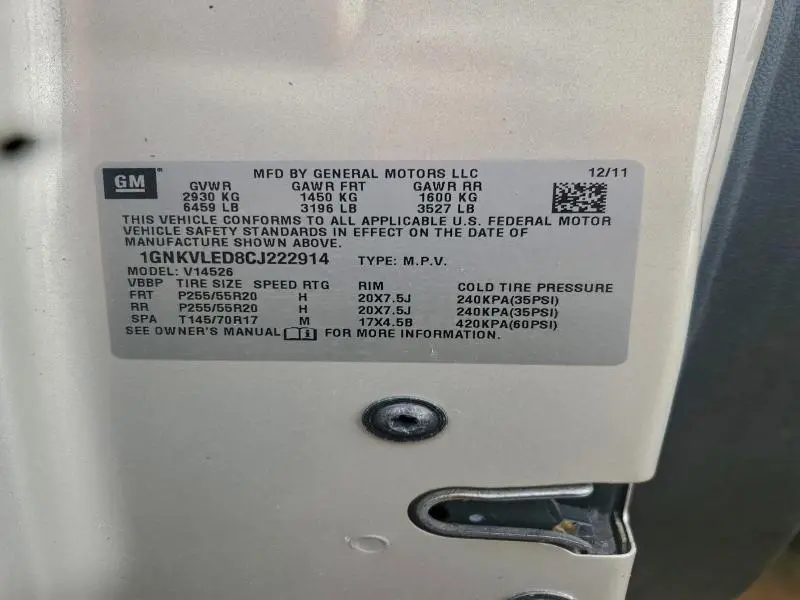 GM MFD BY GENERAL MOTORS LLC 12/11
GVWR GAWR FRT GAWR RR
2930 KG 1450 KG 1600 KG
6459 LB 3196 LB 3527 LB
THIS VEHICLE CONFORMS TO ALL APPLICABLE U.S. FEDERAL MOTOR
VEHICLE SAFETY STANDARDS IN EFFECT ON THE DATE OF
MANUFACTURE SHOWN ABOVE.
1GNKVLED8CJ222914 TYPE: M.P.V.
MODEL: V14526
VBBP TIRE SIZE SPEED RTG RIM COLD TIRE PRESSURE
FRT P255/55R20 H 20X7.5J 240KPA(35PSI)
RR P255/55R20 H 20X7.5J 240KPA(35PSI)
SPA T145/70R17 M 17X4.5B 420KPA(60PSI)
SEE OWNER'S MANUAL FOR MORE INFORMATION.